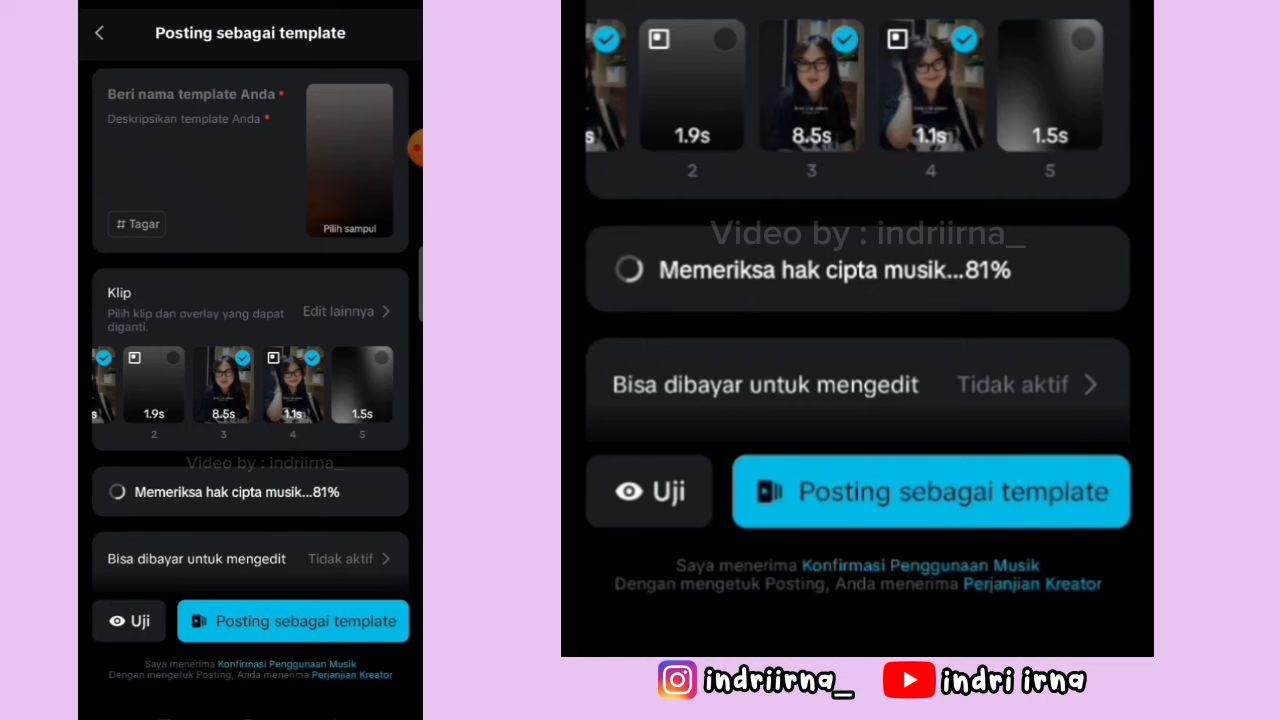 Posting sebagai template
Beri nama template Anda *
Deskripsikan template Anda *
# Tagar
Pilih sampul
Klip
Pilih klip dan overlay yang dapat
diganti.
Edit lainnya
s
1.9s
8.5s
1.1s
1.5s
2
3
4
5
Video by : indriirna_
Memeriksa hak cipta musik...81%
Bisa dibayar untuk mengedit
Tidak aktif
Uji
Posting sebagai template
Saya menerima Konfirmasi Penggunaan Musik
Dengan mengetuk Posting, Anda menerima Perjanjian Kreator
s
1.9s
8.5s
1.1s
1.5s
2
3
4
5
Video by : indriirna_
Memeriksa hak cipta musik...81%
Bisa dibayar untuk mengedit
Tidak aktif
Uji
Posting sebagai template
Saya menerima Konfirmasi Penggunaan Musik
Dengan mengetuk Posting, Anda menerima Perjanjian Kreator
indriirna_
indri irna